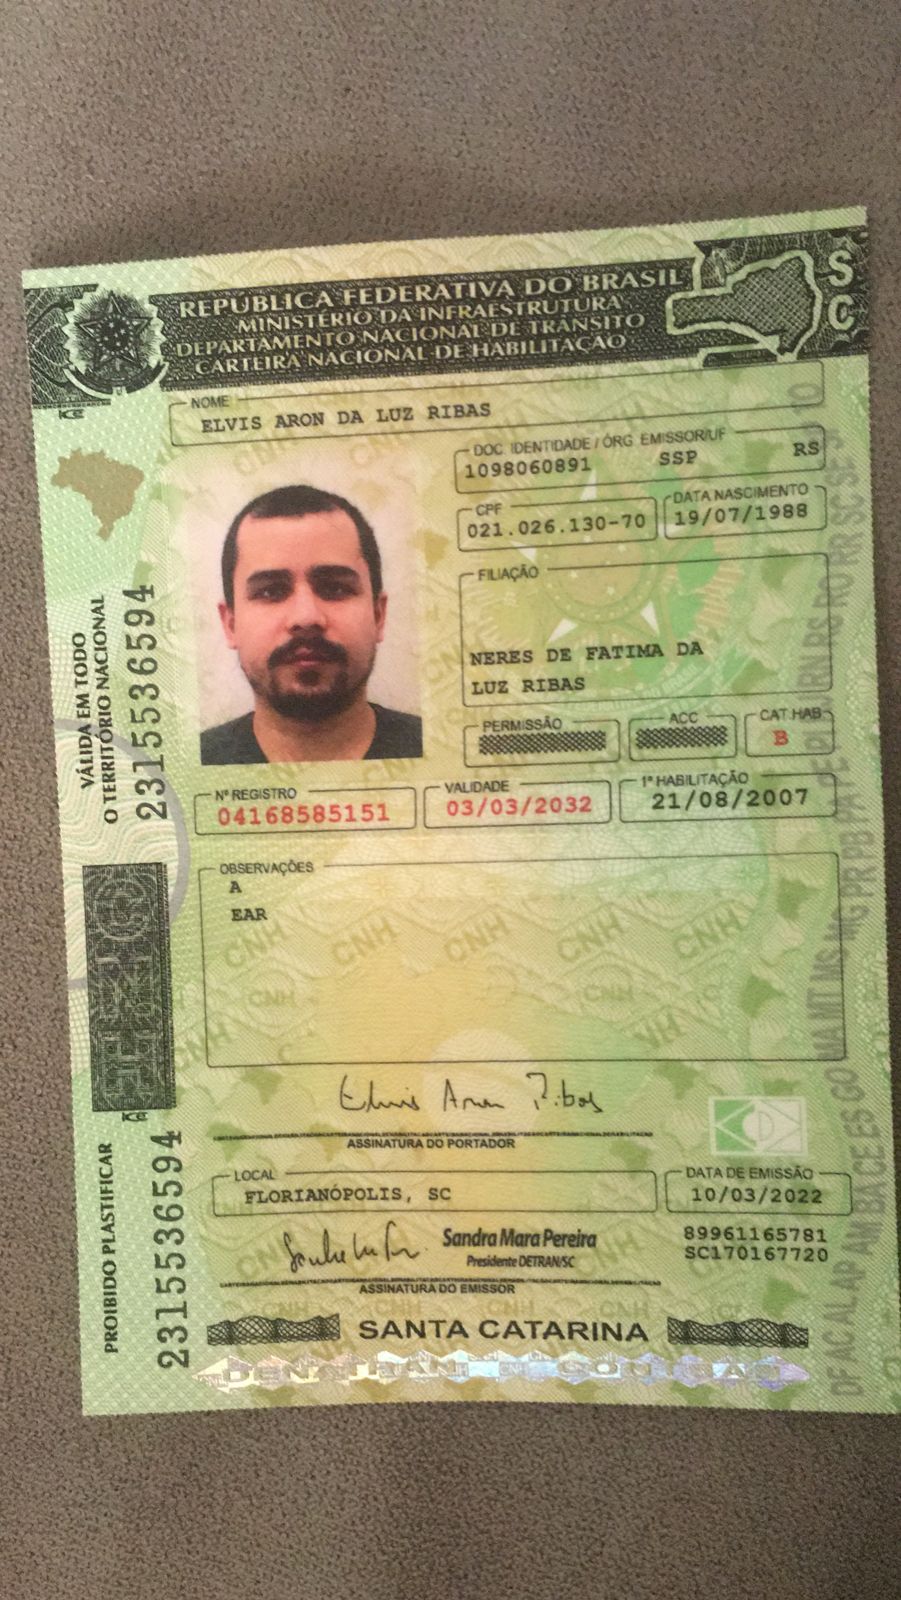 REPÚBLICA FEDERATIVA DO BRASIL
MINISTÉRIO DA INFRAESTRUTURA
DEPARTAMENTO NACIONAL DE TRÂNSITO
CARTEIRA NACIONAL DE HABILITAÇÃO
SC
NOME
ELVIS ARON DA LUZ RIBAS
DOC. IDENTIDADE / ÓRG. EMISSOR/UF
1098060891 SSP RS
CPF
021.026.130-70
DATA NASCIMENTO
19/07/1988
FILIAÇÃO
NERES DE FATIMA DA
LUZ RIBAS
PERMISSÃO
ACC
CAT. HAB
B
Nº REGISTRO
04168585151
VALIDADE
03/03/2032
1ª HABILITAÇÃO
21/08/2007
VÁLIDA EM TODO
O TERRITÓRIO NACIONAL
2315536594
OBSERVAÇÕES
A
EAR
Elvis Aron Ribas
ASSINATURA DO PORTADOR
LOCAL
FLORIANÓPOLIS, SC
DATA DE EMISSÃO
10/03/2022
Sandra Mara Pereira
Presidente DETRAN/SC
89961165781
SC170167720
ASSINATURA DO EMISSOR
PROIBIDO PLASTIFICAR
2315536594
SANTA CATARINA